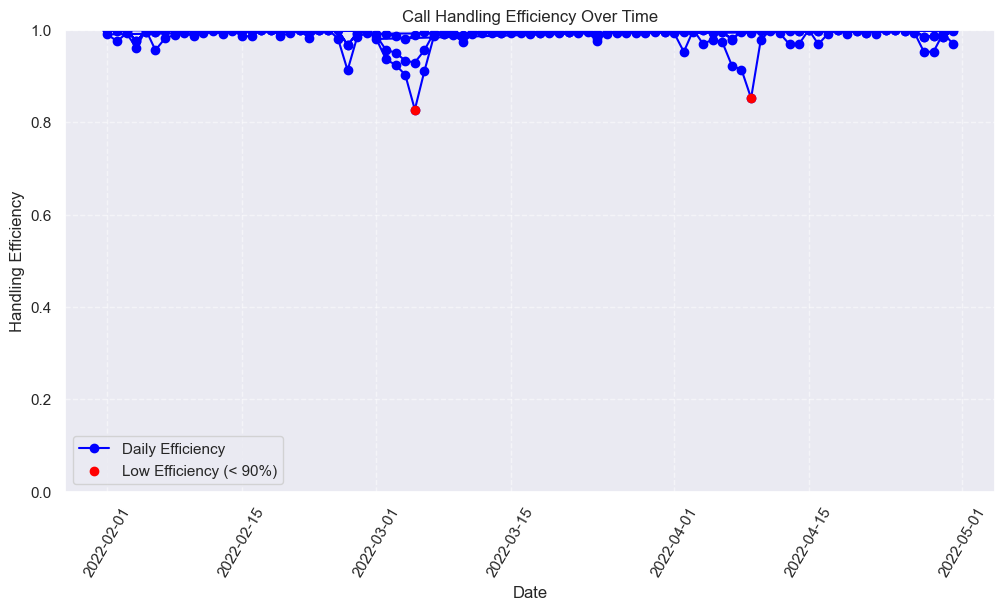 Call Handling Efficiency Over Time
1.0
0.8
0.6
0.4
0.2
0.0
Handling Efficiency
Daily Efficiency
Low Efficiency (< 90%)
2022-02-01
2022-02-15
2022-03-01
2022-03-15
2022-04-01
2022-04-15
2022-05-01
Date